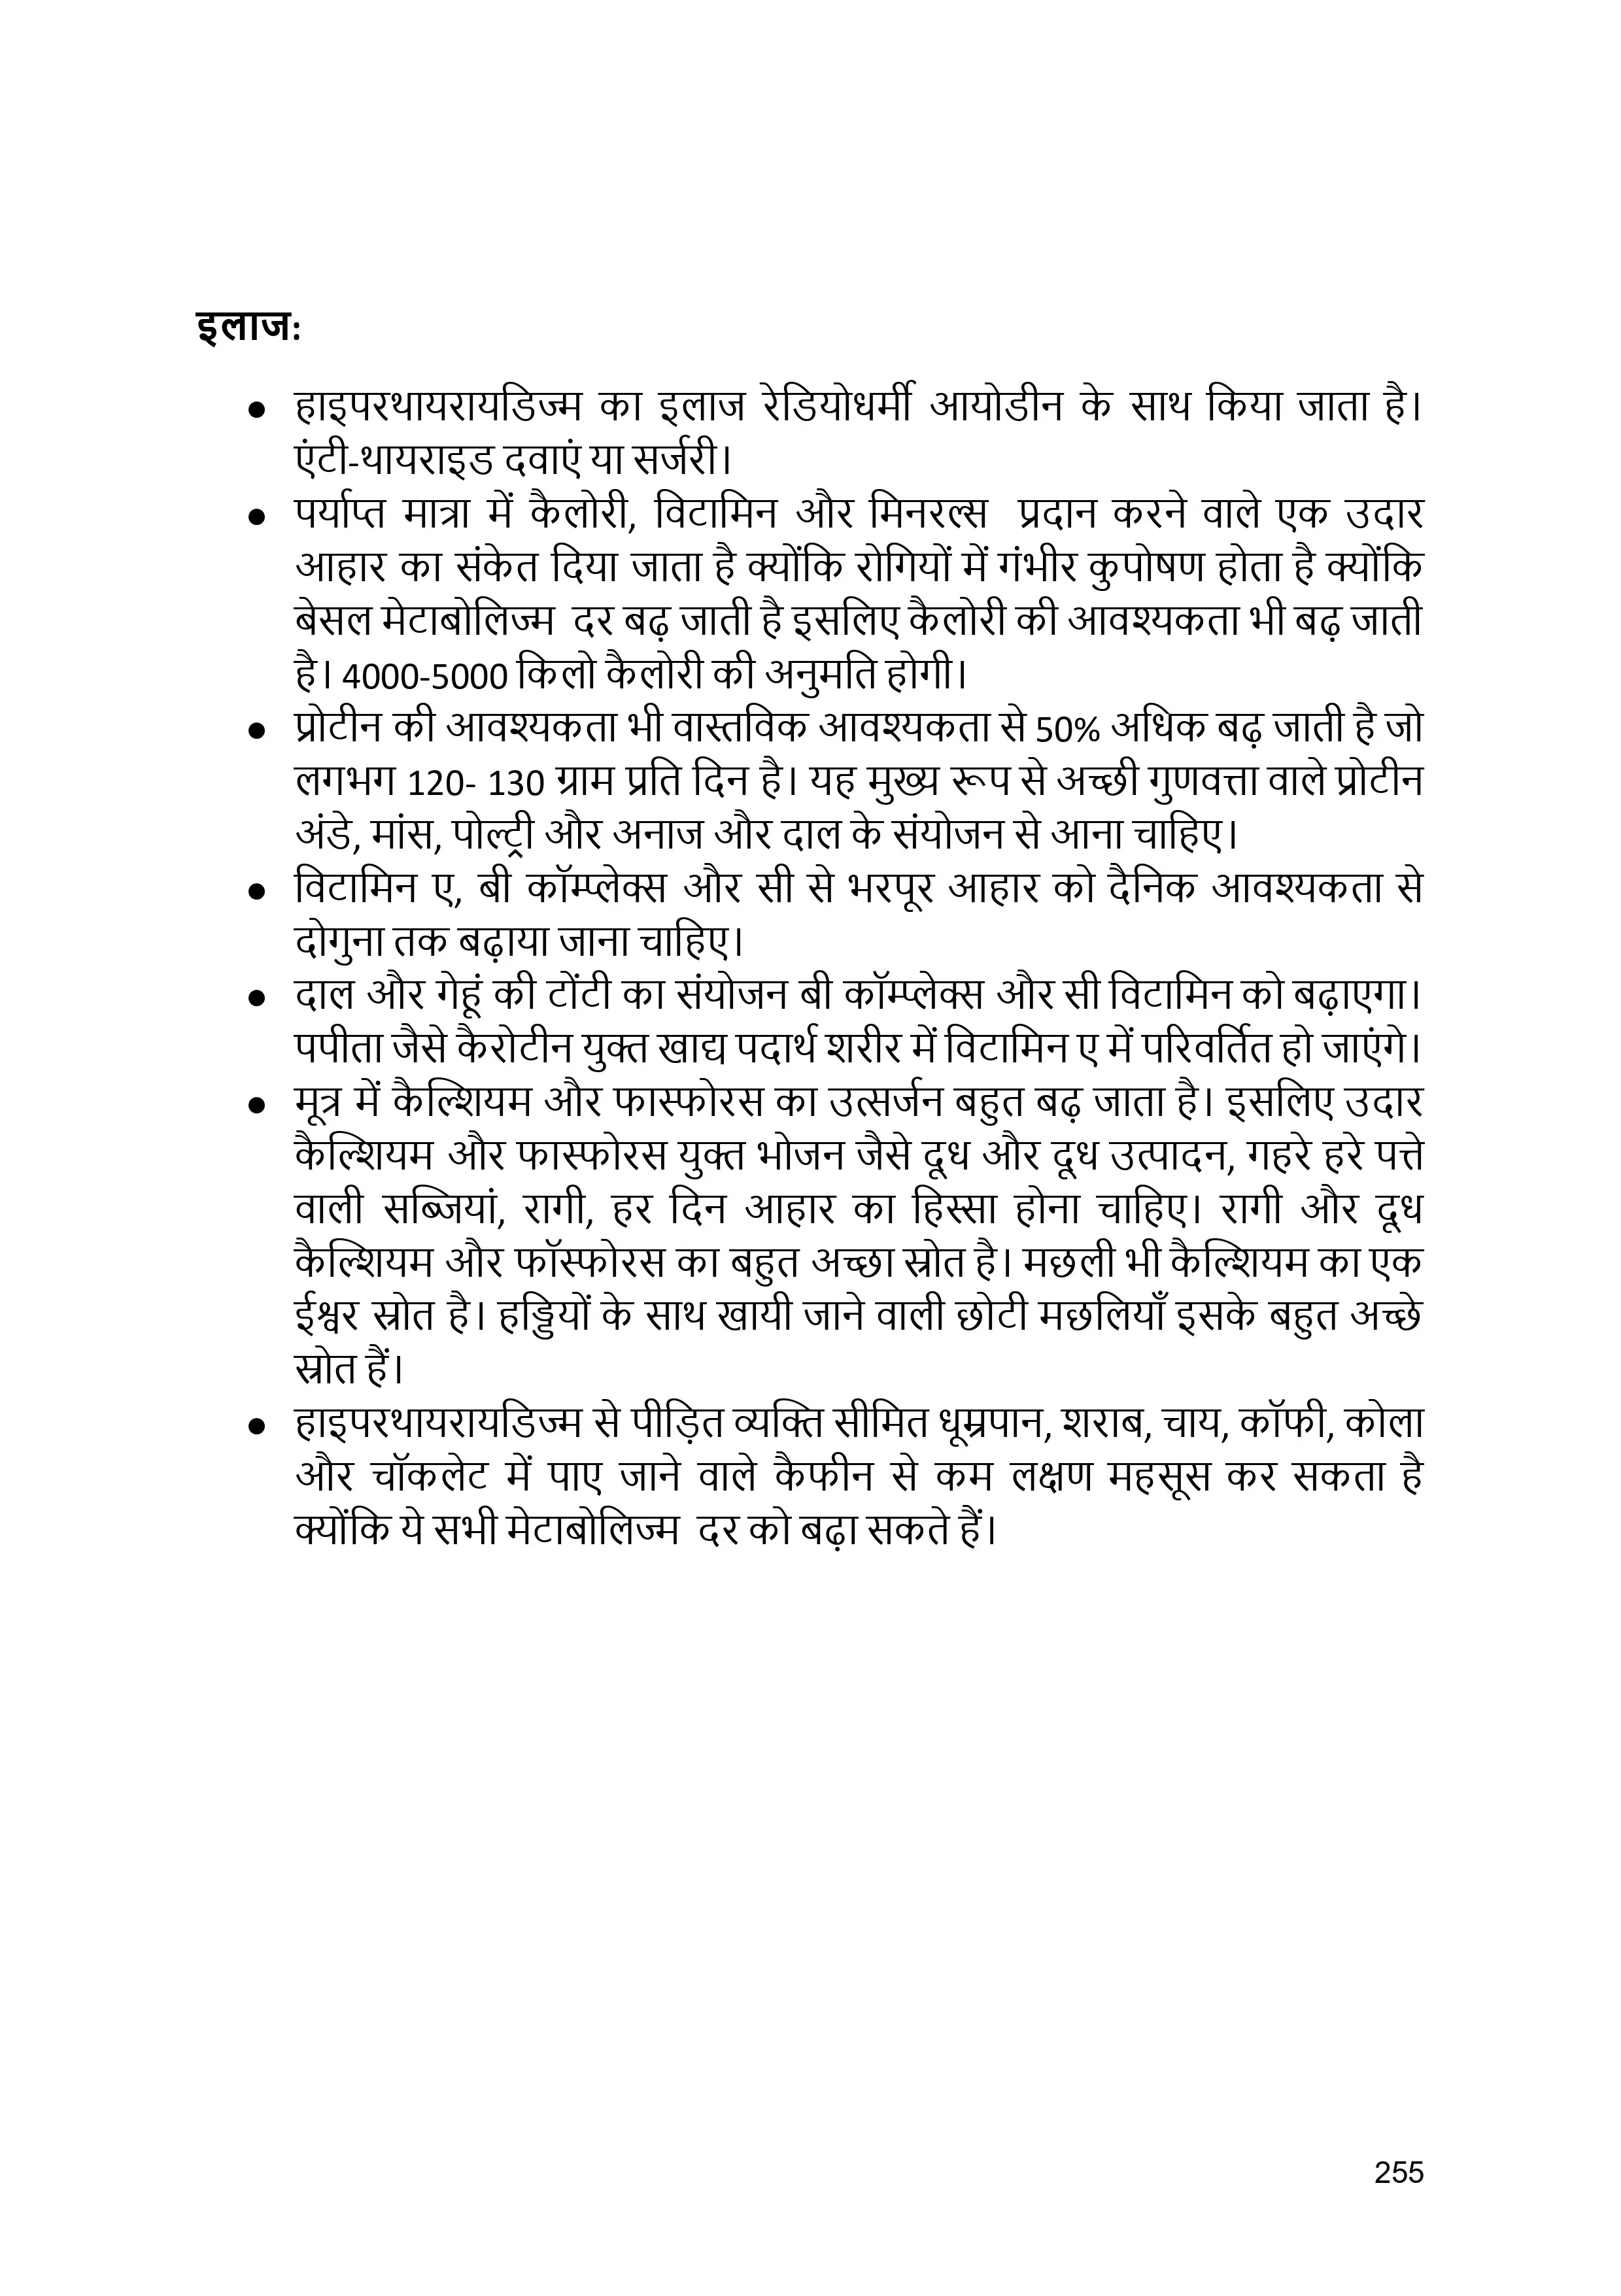 इलाज:
● हाइपरथायरायडिज्म का इलाज रेडियोधर्मी आयोडीन के साथ किया जाता है।
एंटी-थायराइड दवाएं या सर्जरी।
● पर्याप्त मात्रा में कैलोरी, विटामिन और मिनरल्स प्रदान करने वाले एक उदार
आहार का संकेत दिया जाता है क्योंकि रोगियों में गंभीर कुपोषण होता है क्योंकि
बेसल मेटाबोलिज्म दर बढ़ जाती है इसलिए कैलोरी की आवश्यकता भी बढ़ जाती
है। 4000-5000 किलो कैलोरी की अनुमति होगी।
● प्रोटीन की आवश्यकता भी वास्तविक आवश्यकता से 50% अधिक बढ़ जाती है जो
लगभग 120- 130 ग्राम प्रति दिन है। यह मुख्य रूप से अच्छी गुणवत्ता वाले प्रोटीन
अंडे, मांस, पोल्ट्री और अनाज और दाल के संयोजन से आना चाहिए।
● विटामिन ए, बी कॉम्प्लेक्स और सी से भरपूर आहार को दैनिक आवश्यकता से
दोगुना तक बढ़ाया जाना चाहिए।
● दाल और गेहूं की टोंटी का संयोजन बी कॉम्प्लेक्स और सी विटामिन को बढ़ाएगा।
पपीता जैसे कैरोटीन युक्त खाद्य पदार्थ शरीर में विटामिन ए में परिवर्तित हो जाएंगे।
● मूत्र में कैल्शियम और फास्फोरस का उत्सर्जन बहुत बढ़ जाता है। इसलिए उदार
कैल्शियम और फास्फोरस युक्त भोजन जैसे दूध और दूध उत्पादन, गहरे हरे पत्ते
वाली सब्जियां, रागी, हर दिन आहार का हिस्सा होना चाहिए। रागी और दूध
कैल्शियम और फॉस्फोरस का बहुत अच्छा स्रोत है। मछली भी कैल्शियम का एक
ईश्वर स्रोत है। हड्डियों के साथ खायी जाने वाली छोटी मछलियाँ इसके बहुत अच्छे
स्रोत हैं।
● हाइपरथायरायडिज्म से पीड़ित व्यक्ति सीमित धूम्रपान, शराब, चाय, कॉफी, कोला
और चॉकलेट में पाए जाने वाले कैफीन से कम लक्षण महसूस कर सकता है
क्योंकि ये सभी मेटाबोलिज्म दर को बढ़ा सकते हैं।
255